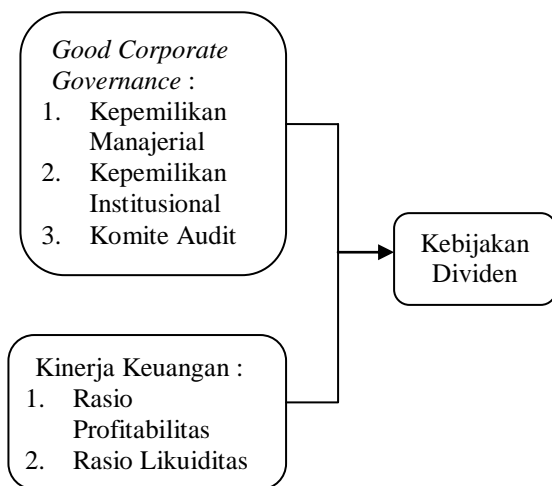 Good Corporate
Governance :
1. Kepemilikan
Manajerial
2. Kepemilikan
Institusional
3. Komite Audit
Kebijakan
Dividen
Kinerja Keuangan :
1. Rasio
Profitabilitas
2. Rasio Likuiditas